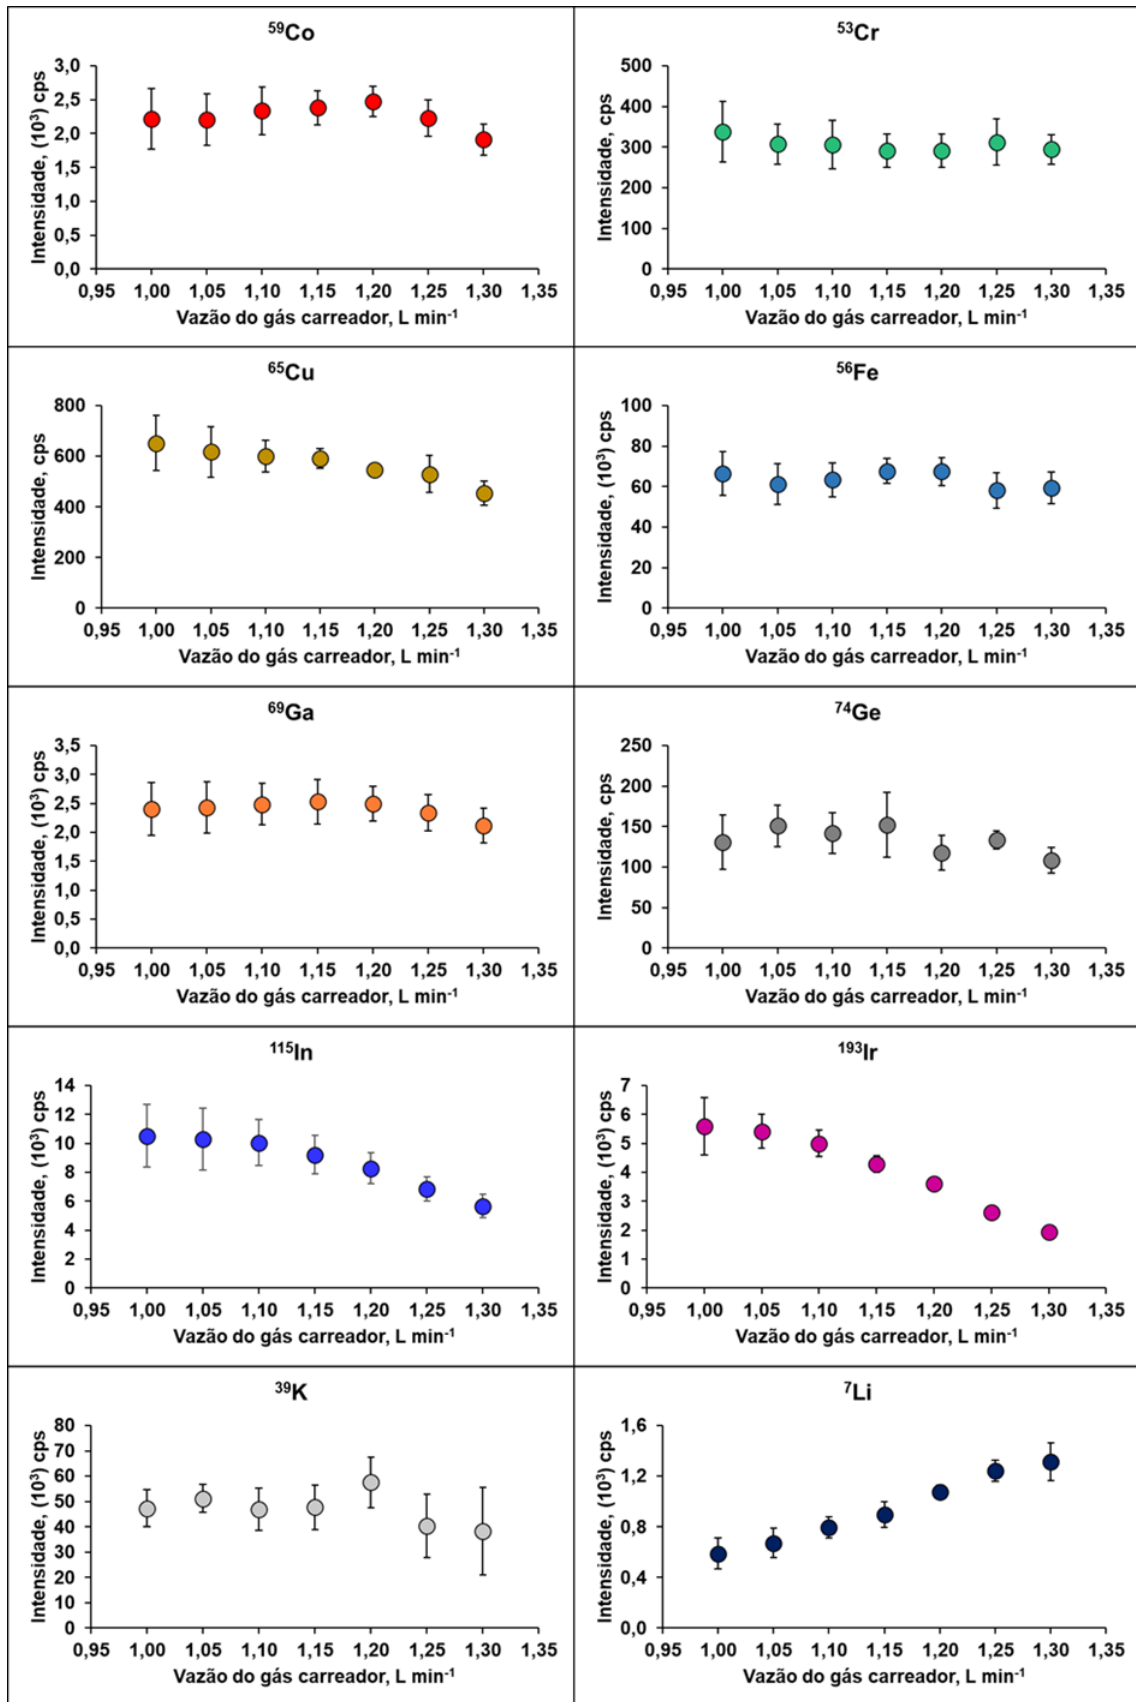 ⁵⁹Co
Intensidade, (10³) cps
3,0
2,5
2,0
1,5
1,0
0,5
0,0
0,95 1,00 1,05 1,10 1,15 1,20 1,25 1,30 1,35
Vazão do gás carreador, L min⁻¹
⁵³Cr
Intensidade, cps
500
400
300
200
100
0
0,95 1,00 1,05 1,10 1,15 1,20 1,25 1,30 1,35
Vazão do gás carreador, L min⁻¹
⁶⁵Cu
Intensidade, cps
800
600
400
200
0
0,95 1,00 1,05 1,10 1,15 1,20 1,25 1,30 1,35
Vazão do gás carreador, L min⁻¹
⁵⁶Fe
Intensidade, (10³) cps
100
80
60
40
20
0
0,95 1,00 1,05 1,10 1,15 1,20 1,25 1,30 1,35
Vazão do gás carreador, L min⁻¹
⁶⁹Ga
Intensidade, (10³) cps
3,5
3,0
2,5
2,0
1,5
1,0
0,5
0,0
0,95 1,00 1,05 1,10 1,15 1,20 1,25 1,30 1,35
Vazão do gás carreador, L min⁻¹
⁷⁴Ge
Intensidade, cps
250
200
150
100
50
0
0,95 1,00 1,05 1,10 1,15 1,20 1,25 1,30 1,35
Vazão do gás carreador, L min⁻¹
¹¹⁵In
Intensidade, (10³) cps
14
12
10
8
6
4
2
0
0,95 1,00 1,05 1,10 1,15 1,20 1,25 1,30 1,35
Vazão do gás carreador, L min⁻¹
¹⁹³Ir
Intensidade, (10³) cps
7
6
5
4
3
2
1
0
0,95 1,00 1,05 1,10 1,15 1,20 1,25 1,30 1,35
Vazão do gás carreador, L min⁻¹
³⁹K
Intensidade, (10³) cps
80
70
60
50
40
30
20
10
0
0,95 1,00 1,05 1,10 1,15 1,20 1,25 1,30 1,35
Vazão do gás carreador, L min⁻¹
⁷Li
Intensidade, (10³) cps
1,6
1,2
0,8
0,4
0,0
0,95 1,00 1,05 1,10 1,15 1,20 1,25 1,30 1,35
Vazão do gás carreador, L min⁻¹